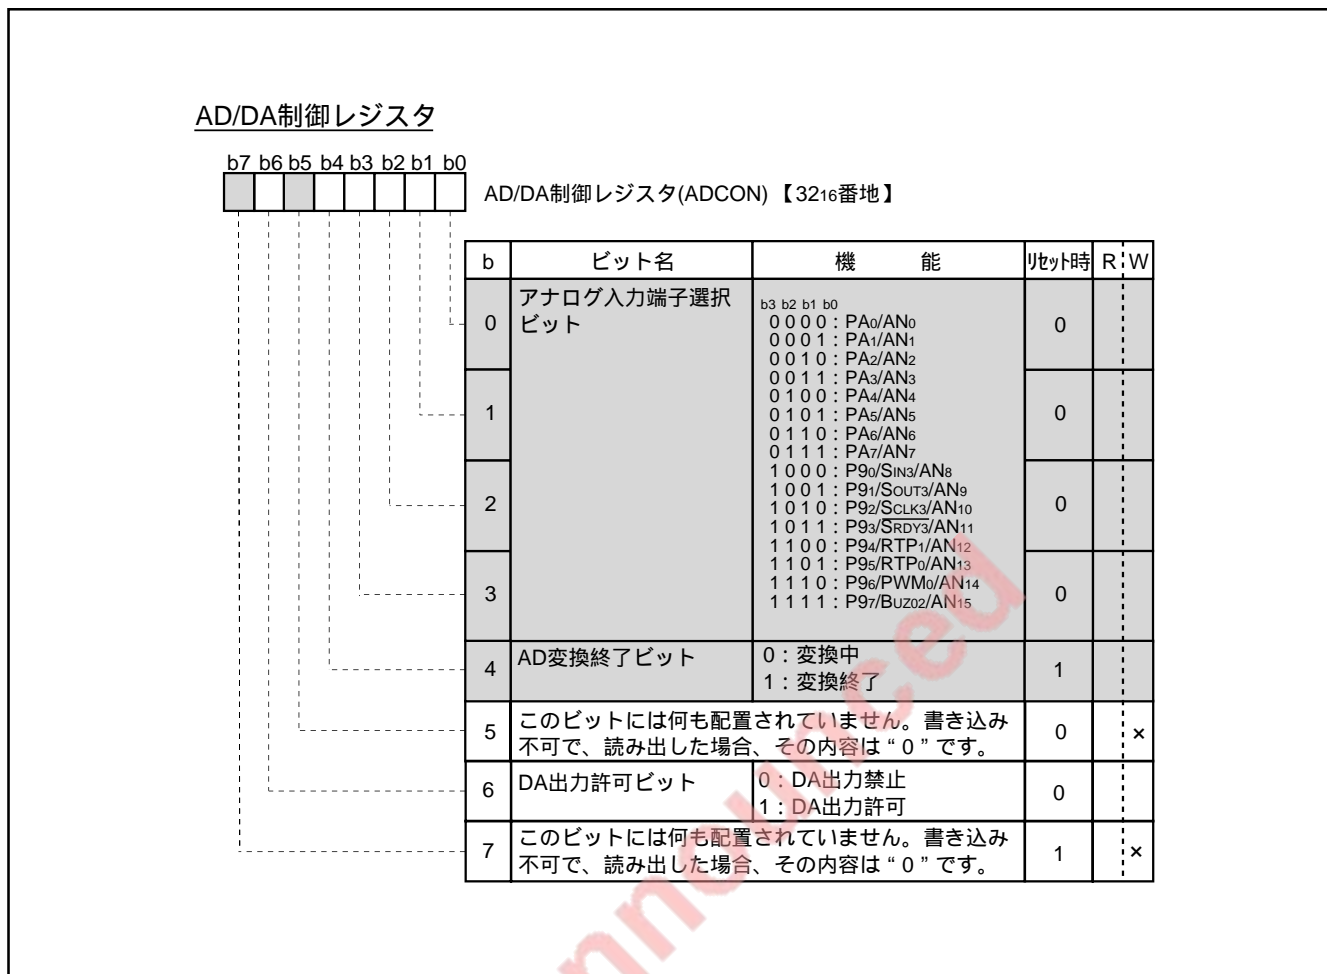 AD/DA制御レジスタ
b7 b6 b5 b4 b3 b2 b1 b0
AD/DA制御レジスタ(ADCON)【3216番地】
b ビット名 機 能 リセット時 R W
アナログ入力端子選択
ビット
b3 b2 b1 b0
0 0 0 0 : PA0/AN0
0 0 0 1 : PA1/AN1
0 0 1 0 : PA2/AN2
0 0 1 1 : PA3/AN3
0 1 0 0 : PA4/AN4
0 1 0 1 : PA5/AN5
0 1 1 0 : PA6/AN6
0 1 1 1 : PA7/AN7
1 0 0 0 : P90/SIN3/AN8
1 0 0 1 : P91/SOUT3/AN9
1 0 1 0 : P92/SCLK3/AN10
1 0 1 1 : P93/SRDY3/AN11
1 1 0 0 : P94/RTP1/AN12
1 1 0 1 : P95/RTP0/AN13
1 1 1 0 : P96/PWM0/AN14
1 1 1 1 : P97/BUZ02/AN15
0 0
1 0
2 0
3 0
4 AD変換終了ビット 0:変換中
1:変換終了 1
5 このビットには何も配置されていません。書き込み
不可で、読み出した場合、その内容は“0”です。 0 ×
6 DA出力許可ビット 0:DA出力禁止
1:DA出力許可 0
7 このビットには何も配置されていません。書き込み
不可で、読み出した場合、その内容は“0”です。 1 ×
nnounced